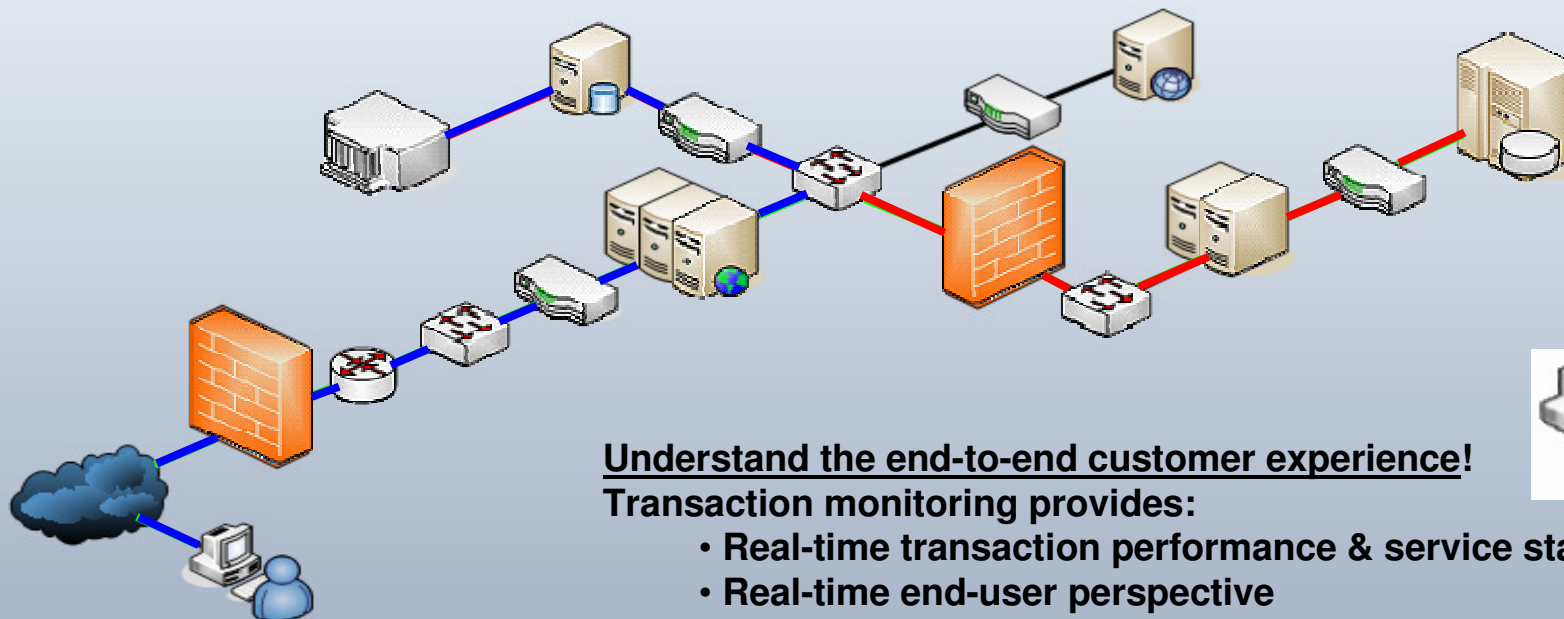 Understand the end-to-end customer experience!
Transaction monitoring provides:
• Real-time transaction performance & service
• Real-time end-user perspective